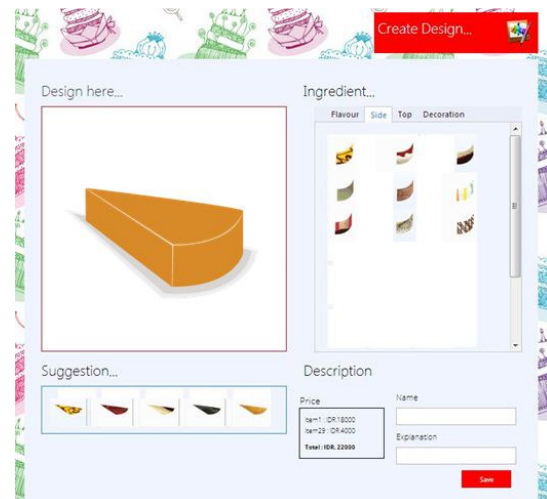 Create Design...
Design here...
Ingredient...
Flavour Side Top Decoration
Suggestion...
Description
Price
Item1 : IDR.18000
Item29 : IDR.4000
Total : IDR. 22000
Name
Explanation
Save